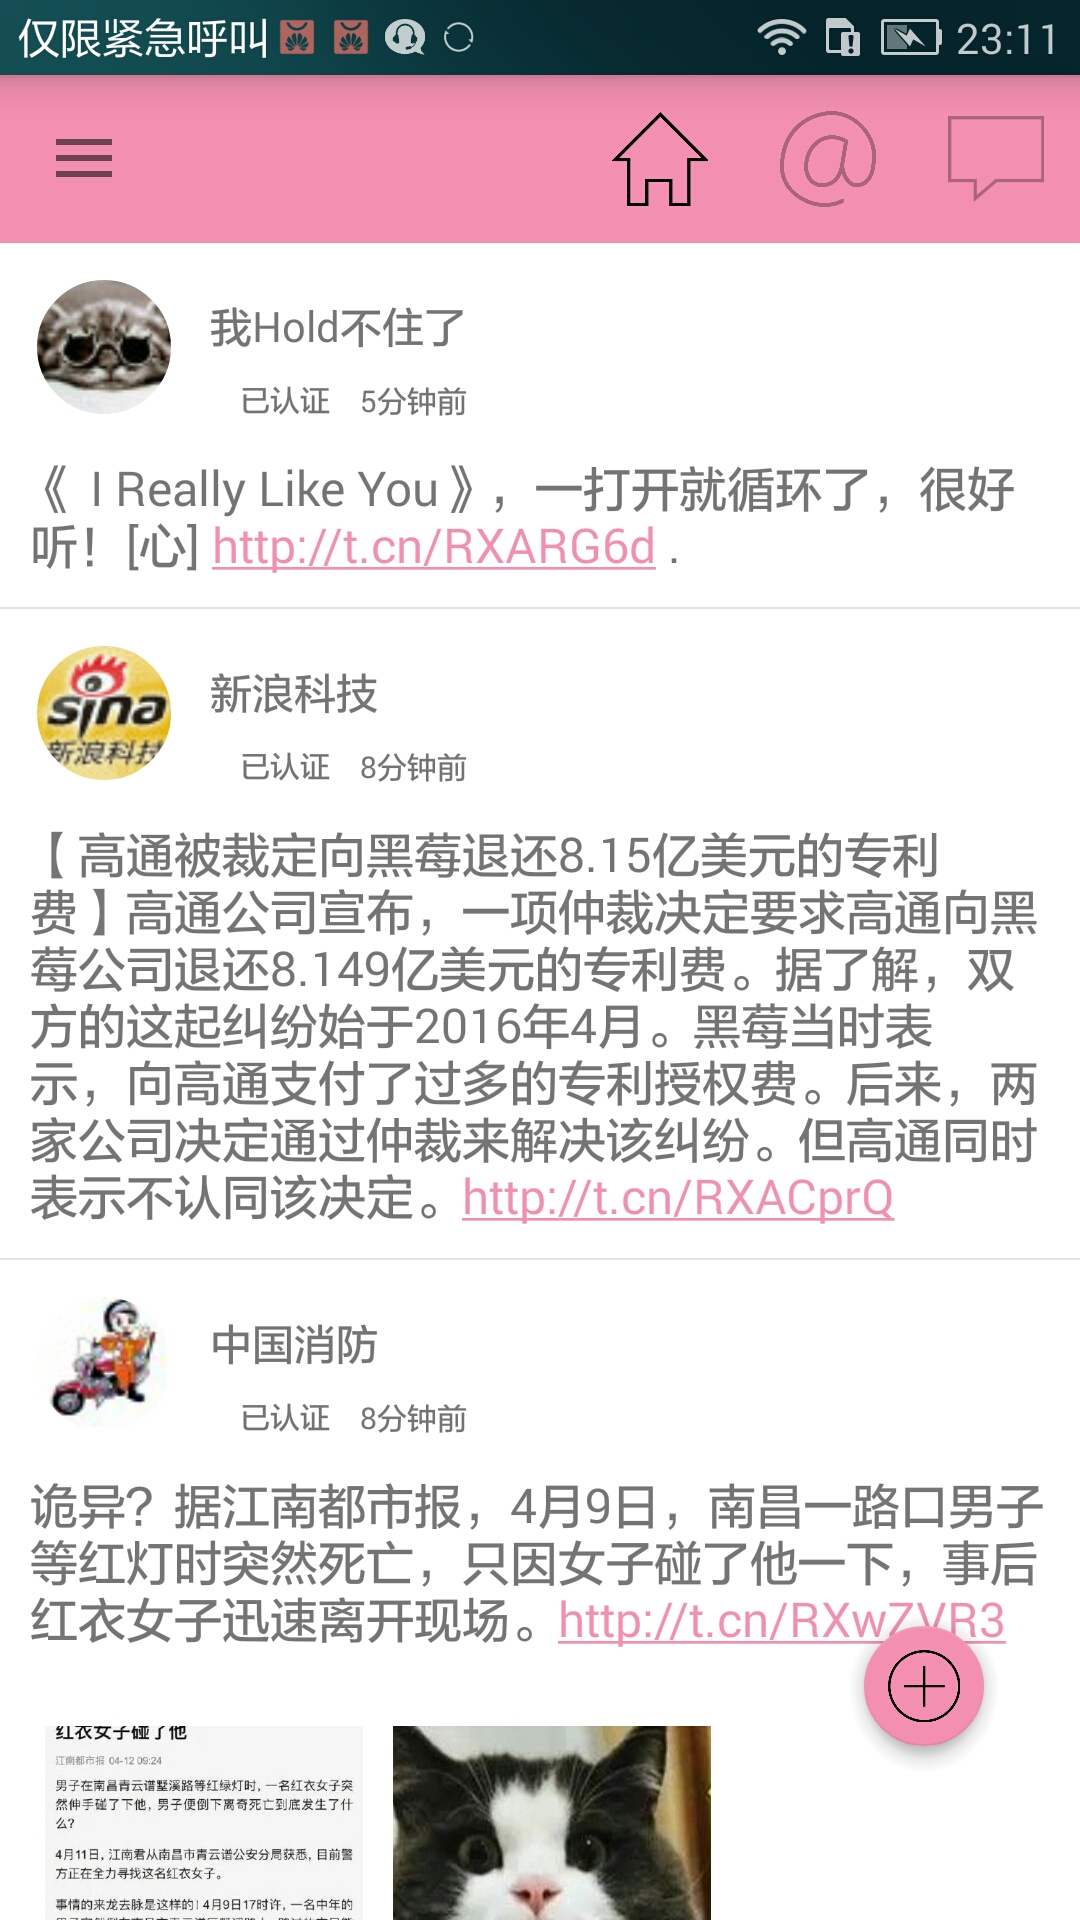 仅限紧急呼叫 23:11
我Hold不住了
已认证 5分钟前
《 I Really Like You 》，一打开就循环了，很好
听！[心] http://t.cn/RXARG6d .
sina
新浪科技
新浪科技
已认证 8分钟前
【 高通被裁定向黑莓退还8.15亿美元的专利
费 】高通公司宣布，一项仲裁决定要求高通向黑
莓公司退还8.149亿美元的专利费。据了解，双
方的这起纠纷始于2016年4月。黑莓当时表
示，向高通支付了过多的专利授权费。后来，两
家公司决定通过仲裁来解决该纠纷。但高通同时
表示不认同该决定。http://t.cn/RXACprQ
中国消防
已认证 8分钟前
诡异？据江南都市报，4月9日，南昌一路口男子
等红灯时突然死亡，只因女子碰了他一下，事后
红衣女子迅速离开现场。http://t.cn/RXwZVR3
红衣女子碰了他
江南都市报 04-12 09:24
男子在南昌青云谱墅溪路等红绿灯时, 一名红衣女子突
然伸手碰了下他, 男子便倒下离奇死亡到底发生了什
么?
4月11日, 江南君从南昌市青云谱公安分局获悉, 目前警
方正在全力寻找这名红衣女子。
事情的来龙去脉是这样的! 4月9日17时许, 一名中年的